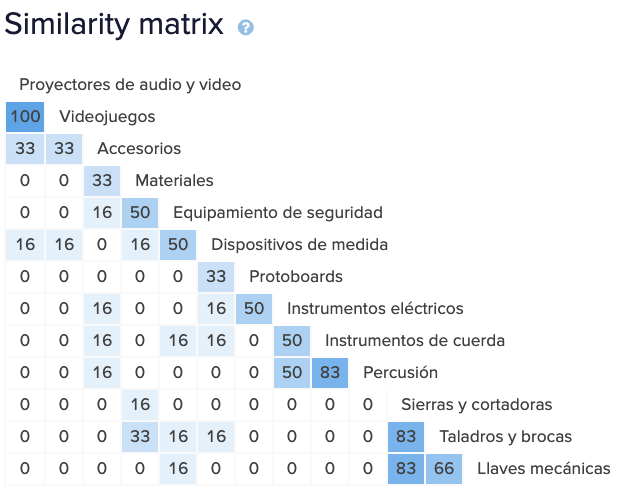 Similarity matrix ?
Proyectores de audio y video
100 Videojuegos
33 33 Accesorios
0 0 33 Materiales
0 0 16 50 Equipamiento de seguridad
16 16 0 16 50 Dispositivos de medida
0 0 0 0 0 33 Protoboards
0 0 16 0 0 16 50 Instrumentos eléctricos
0 0 16 0 16 16 0 50 Instrumentos de cuerda
0 0 16 0 0 0 0 50 83 Percusión
0 0 0 16 0 0 0 0 0 0 Sierras y cortadoras
0 0 0 33 16 16 0 0 0 0 83 Taladros y brocas
0 0 0 0 16 0 0 0 0 0 83 66 Llaves mecánicas